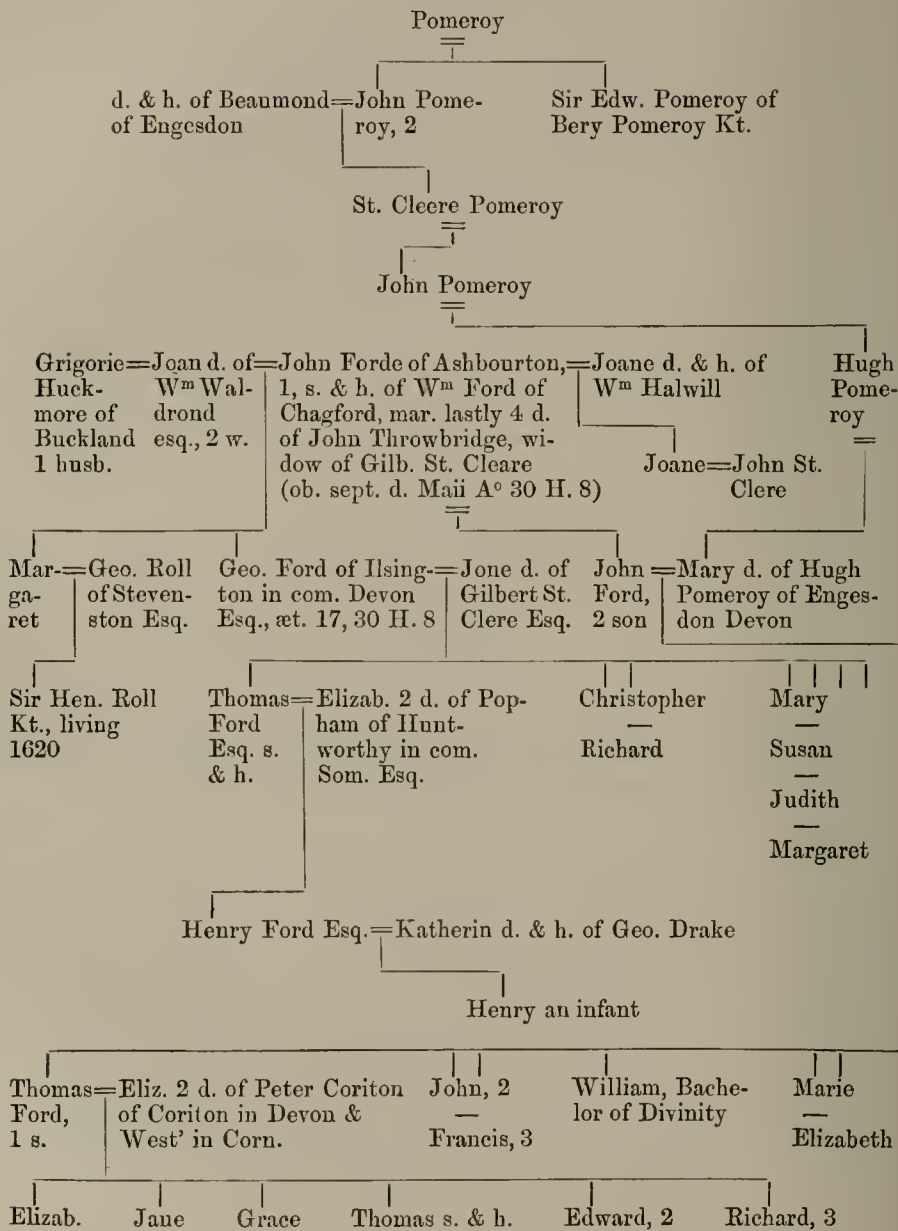 Pomeroy
d. & h. of Beaumond=John Pome- Sir Edw. Pomeroy of
of Engesdon roy, 2 Bery Pomeroy Kt.
St. Cleere Pomeroy
John Pomeroy
Grigorie=Joan d. of=John Forde of Ashbourton,=Joane d. & h. of Hugh
Huck- Wᵐ Wal- 1, s. & h. of Wᵐ Ford of Wᵐ Halwill Pome-
more of drond Chagford, mar. lastly 4 d. roy
Buckland esq., 2 w. of John Throwbridge, wi-
1 husb. dow of Gilb. St. Cleare Joane=John St.
(ob. sept. d. Maii Aᵒ 30 H. 8) Clere
Mar-=Geo. Roll Geo. Ford of Ilsing-=Jone d. of John =Mary d. of Hugh
ga- of Steven- ton in com. Devon Gilbert St. Ford, Pomeroy of Enges-
ret ston Esq. Esq., æt. 17, 30 H. 8 Clere Esq. 2 son don Devon
Sir Hen. Roll Thomas=Elizab. 2 d. of Pop- Christopher Mary
Kt., living Ford ham of Hunt- —  —
1620 Esq. s. worthy in com. Richard Susan
& h. Som. Esq. —
Judith
—
Margaret
Henry Ford Esq.=Katherin d. & h. of Geo. Drake
Henry an infant
Thomas=Eliz. 2 d. of Peter Coriton John, 2 William, Bache- Marie
Ford, of Coriton in Devon & — lor of Divinity —
1 s. West' in Corn. Francis, 3 Elizabeth
Elizab. Jane Grace Thomas s. & h. Edward, 2 Richard, 3